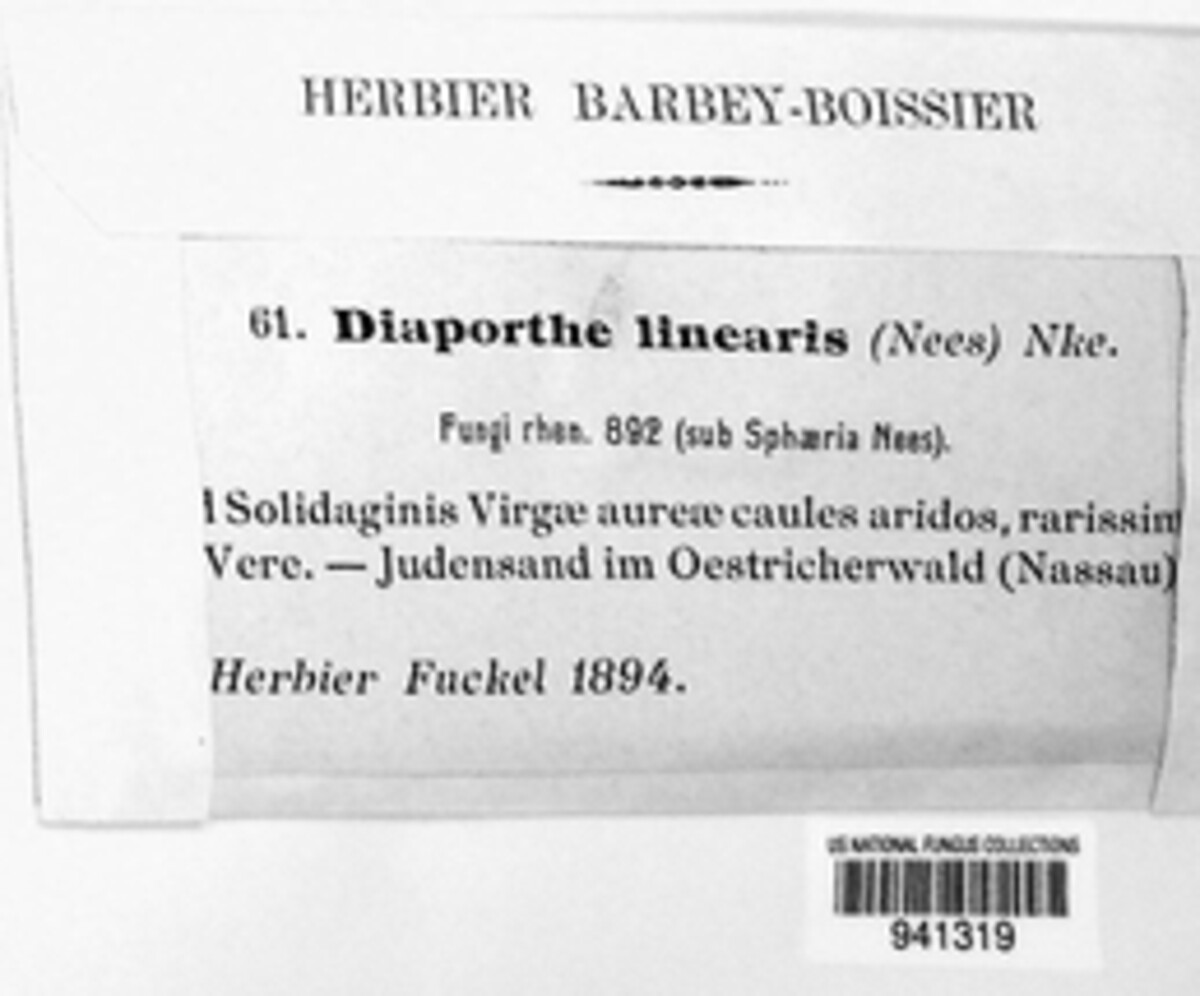 HERBIER BARBEY-BOISSIER
61. Diaporthe linearis (Nees) Nke.
Fungi rhen. 892 (sub Sphæria Nees).
d Solidaginis Virgæ aureæ caules aridos, rarissim
Vere. — Judensand im Oestricherwald (Nassau)
Herbier Fuckel 1894.
US NATIONAL FUNGUS COLLECTIONS
941319